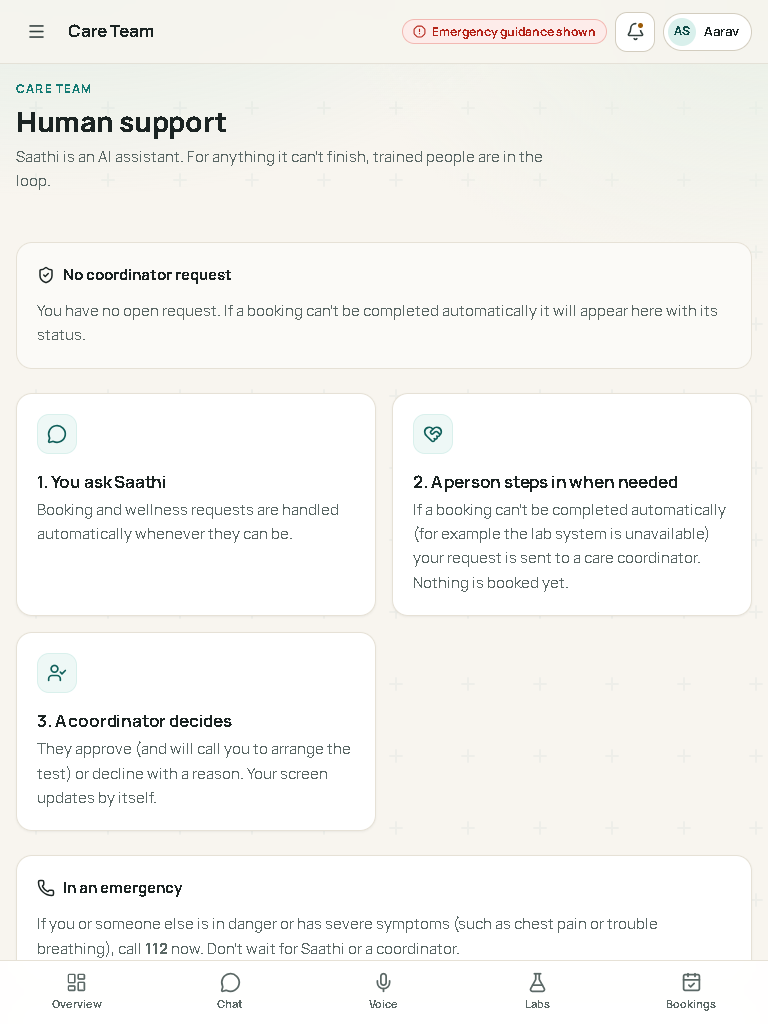 Care Team
Emergency guidance shown
AS
Aarav
CARE TEAM
Human support
Saathi is an AI assistant. For anything it can't finish, trained people are in the
loop.
No coordinator request
You have no open request. If a booking can't be completed automatically it will appear here with its
status.
1. You ask Saathi
Booking and wellness requests are handled
automatically whenever they can be.
2. A person steps in when needed
If a booking can't be completed automatically
(for example the lab system is unavailable)
your request is sent to a care coordinator.
Nothing is booked yet.
3. A coordinator decides
They approve (and will call you to arrange the
test) or decline with a reason. Your screen
updates by itself.
In an emergency
If you or someone else is in danger or has severe symptoms (such as chest pain or trouble
breathing), call 112 now. Don't wait for Saathi or a coordinator.
Overview
Chat
Voice
Labs
Bookings